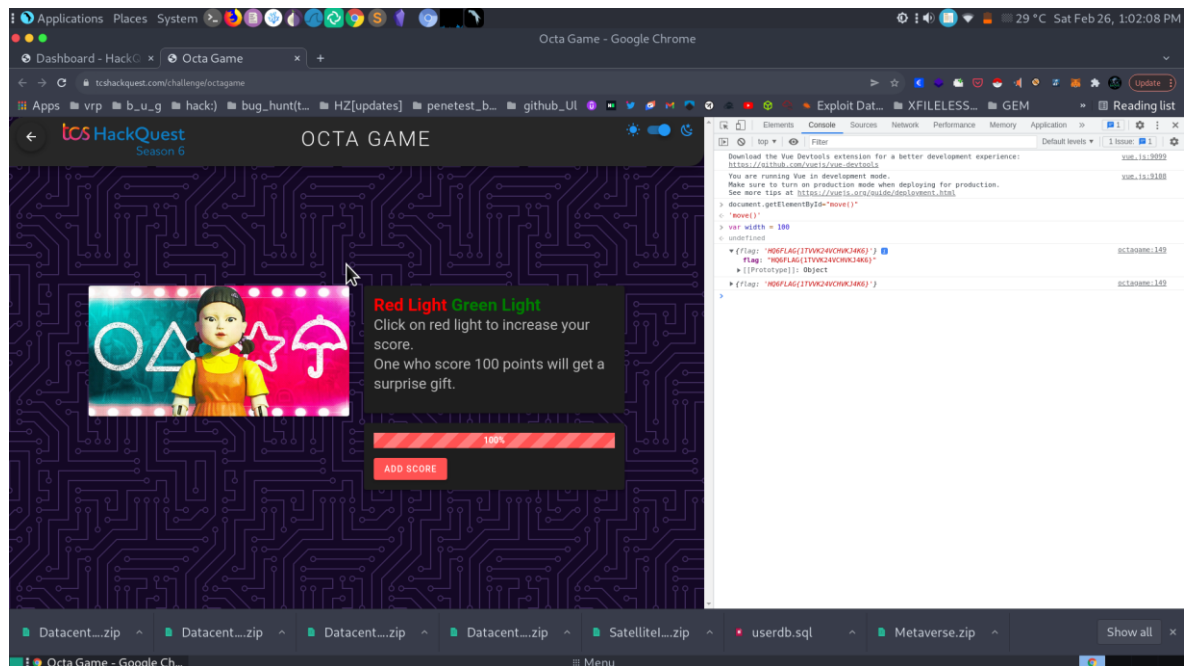 Applications Places System
29 °C Sat Feb 26, 1:02:08 PM
Octa Game - Google Chrome
Dashboard - HackQ × Octa Game × +
tcshackquest.com/challenge/octagame
Update
Apps vrp b_u_g hack:) bug_hunt(t... HZ[updates] penetest_b... github_Ul Exploit Dat... XFILELESS... GEM » Reading list
tcs HackQuest
Season 6
OCTA GAME
Red Light Green Light
Click on red light to increase your
score.
One who score 100 points will get a
surprise gift.
100%
ADD SCORE
Elements Console Sources Network Performance Memory Application » 1
top Filter Default levels 1 Issue: 1
Download the Vue Devtools extension for a better development experience: vue.js:9099
https://github.com/vuejs/vue-devtools
You are running Vue in development mode. vue.js:9108
Make sure to turn on production mode when deploying for production.
See more tips at https://vuejs.org/guide/deployment.html
> document.getElementById="move()"
'move()'
> var width = 100
undefined
{flag: 'HQ6FLAG{1TVVK24VCHVKJ4K6}'} octagame:149
flag: "HQ6FLAG{1TVVK24VCHVKJ4K6}"
[[Prototype]]: Object
{flag: 'HQ6FLAG{1TVVK24VCHVKJ4K6}'} octagame:149
Datacent....zip Datacent....zip Datacent....zip Datacent....zip SatelliteI....zip userdb.sql Metaverse.zip Show all ×
Octa Game - Google Ch... Menu